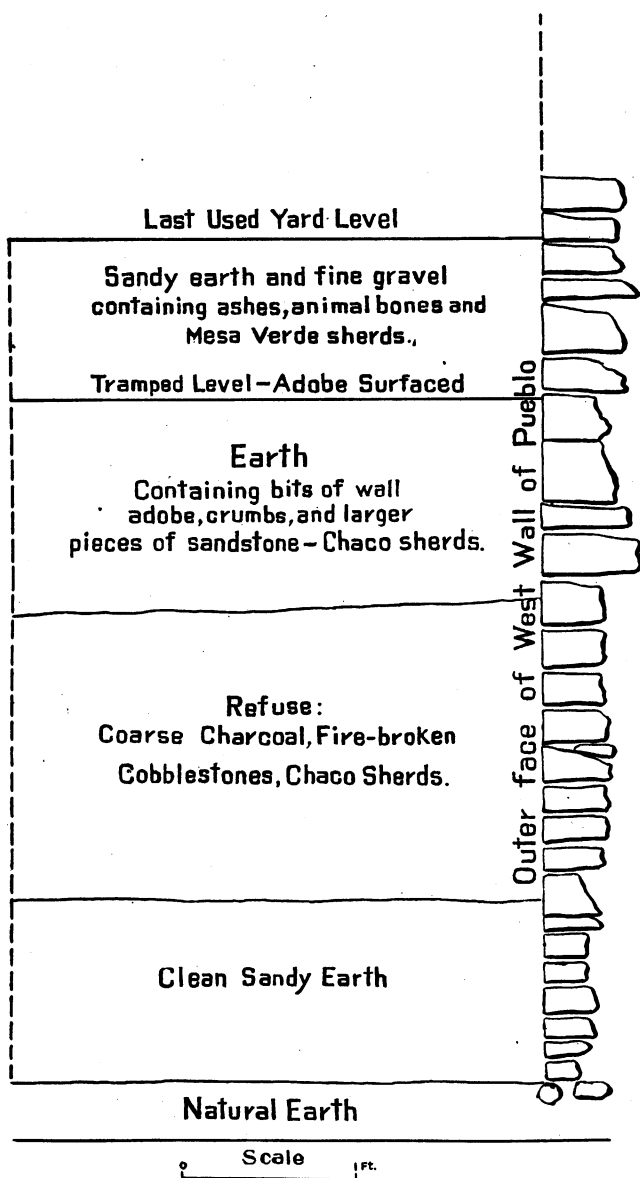 Last Used Yard Level
Sandy earth and fine gravel
containing ashes, animal bones and
Mesa Verde sherds.,
Tramped Level-Adobe Surfaced
Earth
Containing bits of wall
adobe, crumbs, and larger
pieces of sandstone-Chaco sherds.
Refuse:
Coarse Charcoal, Fire-broken
Cobblestones, Chaco Sherds.
Clean Sandy Earth
Natural Earth
Outer face of West Wall of Pueblo
Scale
0 1 Ft.